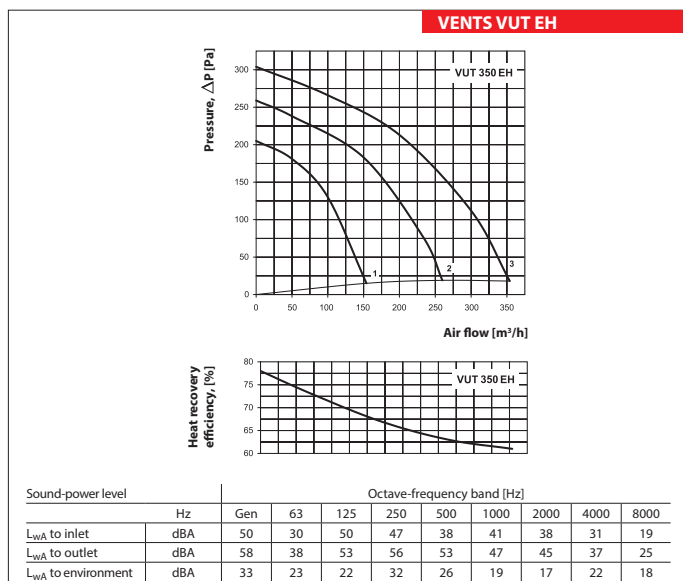 VENTS VUT EH
Pressure, △P [Pa]
VUT 350 EH
300
250
200
150
100
50
0
1
2
3
0 50 100 150 200 250 300 350
Air flow [m³/h]
Heat recovery
efficiency, [%]
VUT 350 EH
80
75
70
65
60
Sound-power level Octave-frequency band [Hz]
Hz Gen 63 125 250 500 1000 2000 4000 8000
LwA to inlet dBA 50 30 50 47 38 41 38 31 19
LwA to outlet dBA 58 38 53 56 53 47 45 37 25
LwA to environment dBA 33 23 22 32 26 19 17 22 18